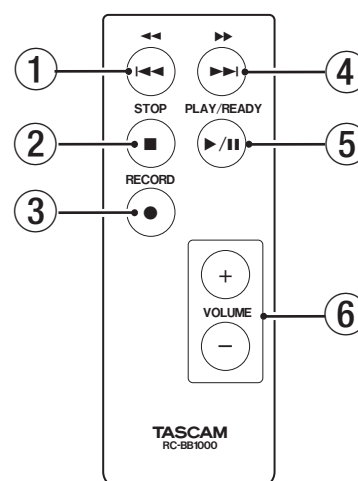 1
4
STOP PLAY/READY
2
5
RECORD
3
+
VOLUME
6
−
TASCAM
RC-BB1000